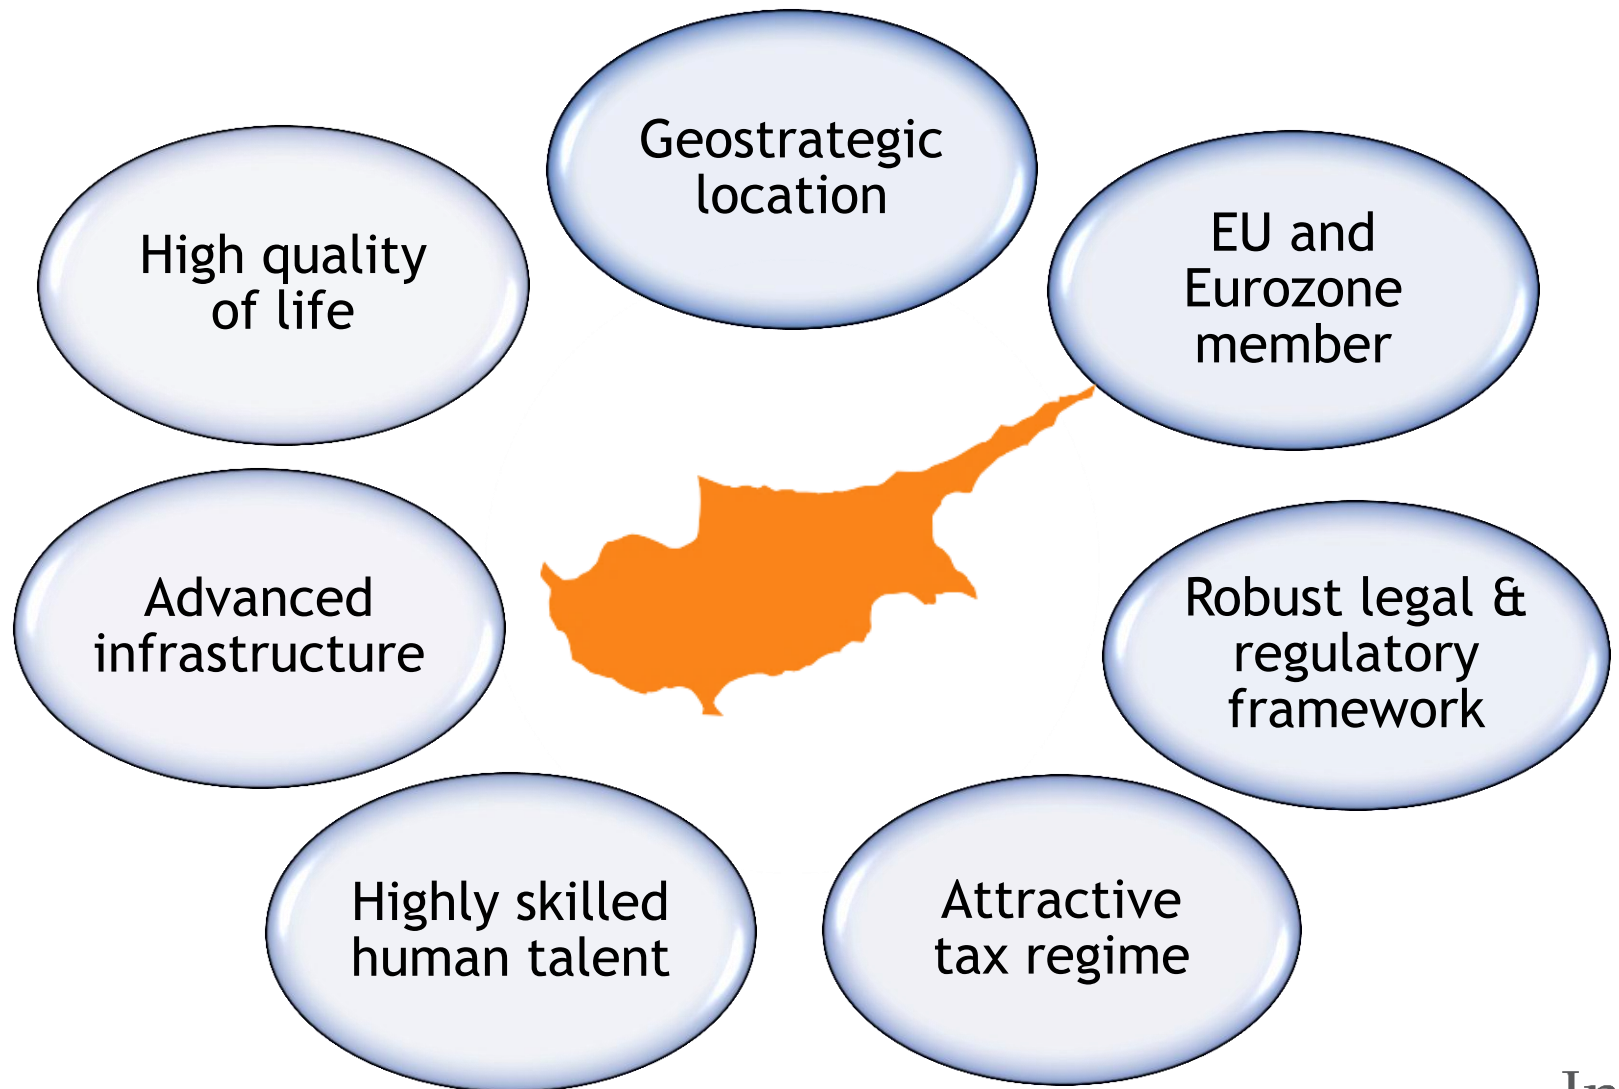 Geostrategic
location
EU and
Eurozone
member
Robust legal &
regulatory
framework
Attractive
tax regime
Highly skilled
human talent
Advanced
infrastructure
High quality
of life